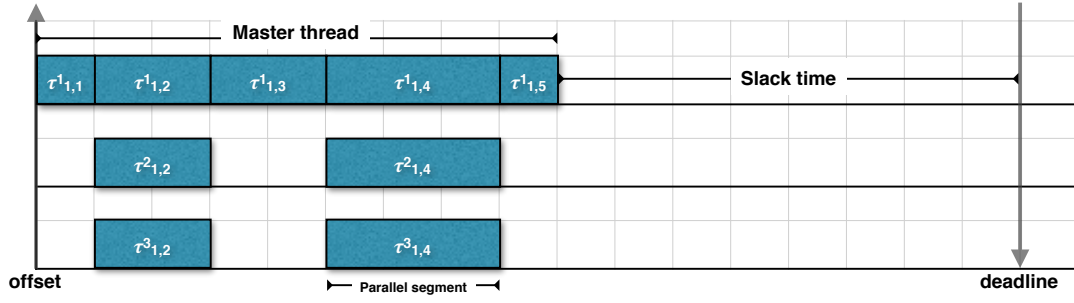 Master thread
τ¹₁,₁ τ¹₁,₂ τ¹₁,₃ τ¹₁,₄ τ¹₁,₅
Slack time
τ²₁,₂ τ²₁,₄
τ³₁,₂ τ³₁,₄
offset
Parallel segment
deadline